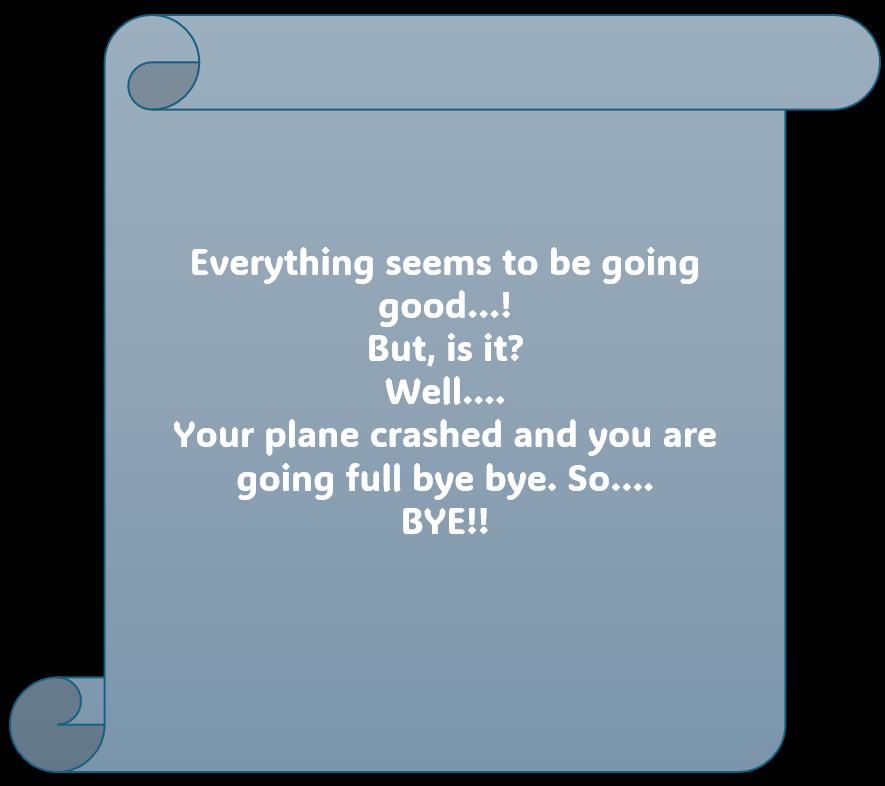 Everything seems to be going
good...!
But, is it?
Well....
Your plane crashed and you are
going full bye bye. So....
BYE!!